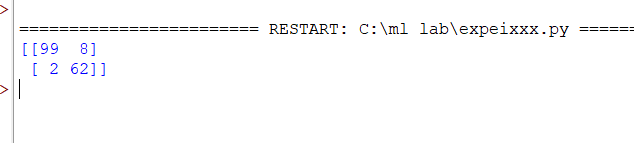 >
======================== RESTART: C:\ml lab\expeixxx.py ======
[[99  8]
 [ 2 62]]
>